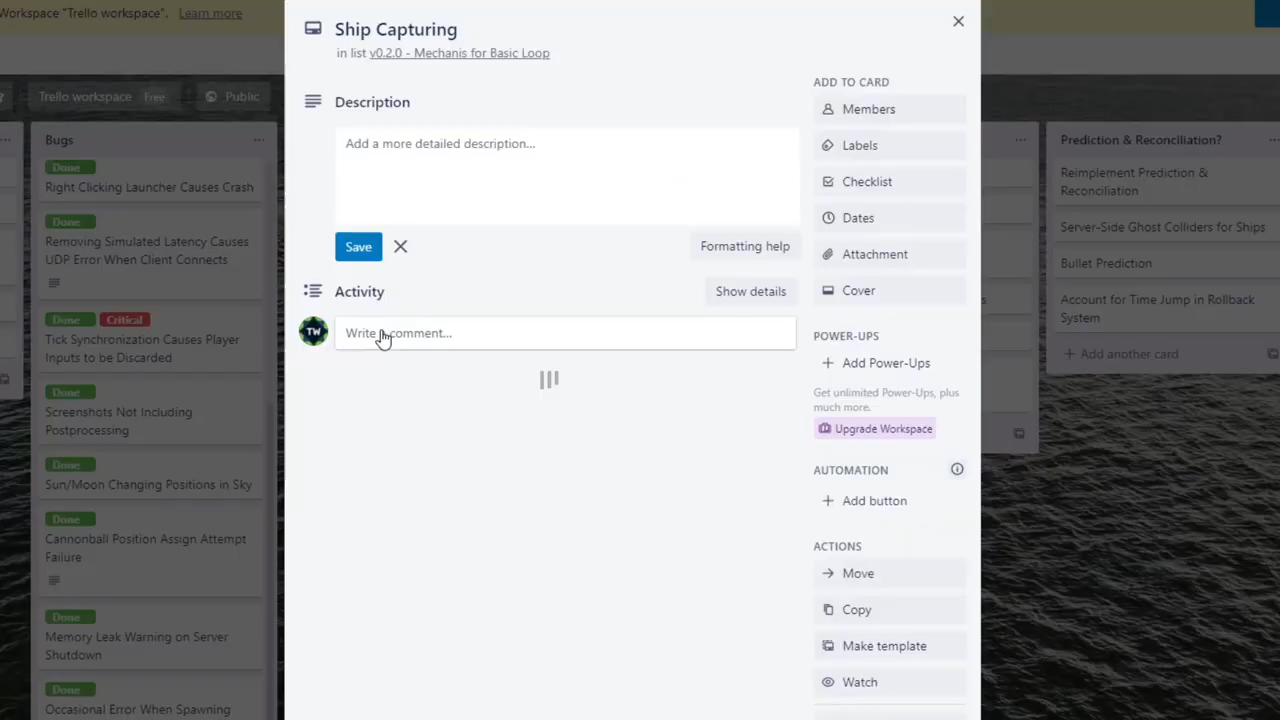 Workspace "Trello workspace". Learn more
Trello workspace Free Public
Bugs
Done
Right Clicking Launcher Causes Crash
Done
Removing Simulated Latency Causes
UDP Error When Client Connects
Done Critical
Tick Synchronization Causes Player
Inputs to be Discarded
Done
Screenshots Not Including
Postprocessing
Done
Sun/Moon Changing Positions in Sky
Done
Cannonball Position Assign Attempt
Failure
Done
Memory Leak Warning on Server
Shutdown
Done
Occasional Error When Spawning
Ship Capturing
in list v0.2.0 - Mechanis for Basic Loop
Description
Add a more detailed description...
Save
Formatting help
Activity
Show details
TW
Write a comment...
ADD TO CARD
Members
Labels
Checklist
Dates
Attachment
Cover
POWER-UPS
Add Power-Ups
Get unlimited Power-Ups, plus
much more.
Upgrade Workspace
AUTOMATION
Add button
ACTIONS
Move
Copy
Make template
Watch
Prediction & Reconciliation?
Reimplement Prediction &
Reconciliation
Server-Side Ghost Colliders for Ships
Bullet Prediction
Account for Time Jump in Rollback
System
Add another card